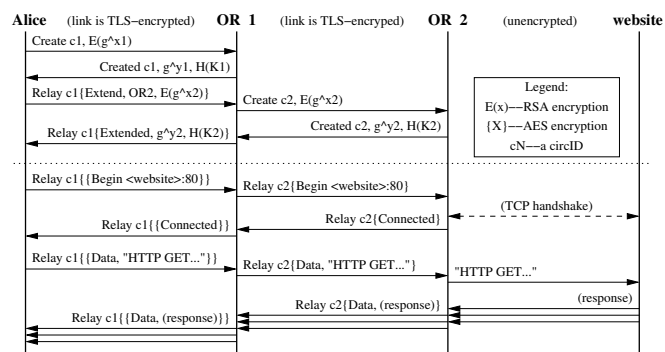 Alice (link is TLS-encrypted) OR 1 (link is TLS-encrypted) OR 2 (unencrypted) website
Create c1, E(g^x1)
Created c1, g^y1, H(K1)
Relay c1{Extend, OR2, E(g^x2)}
Create c2, E(g^x2)
Created c2, g^y2, H(K2)
Relay c1{Extended, g^y2, H(K2)}
Legend:
E(x)−−RSA encryption
{X}−−AES encryption
cN−−a circID
Relay c1{{Begin <website>:80}}
Relay c2{Begin <website>:80}
(TCP handshake)
Relay c2{Connected}
Relay c1{{Connected}}
Relay c1{{Data, "HTTP GET..."}}
Relay c2{Data, "HTTP GET..."}
"HTTP GET..."
(response)
Relay c2{Data, (response)}
Relay c1{{Data, (response)}}